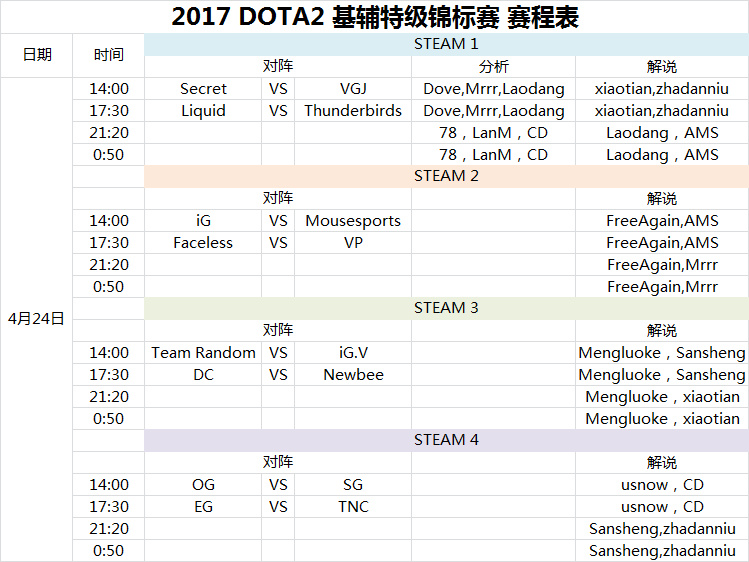 2017 DOTA2 基辅特级锦标赛 赛程表
日期 时间 STEAM 1
对阵 分析 解说
14:00 Secret VS VGJ Dove,Mrrr,Laodang xiaotian,zhadanniu
17:30 Liquid VS Thunderbirds Dove,Mrrr,Laodang xiaotian,zhadanniu
21:20 78，LanM，CD Laodang，AMS
0:50 78，LanM，CD Laodang，AMS
STEAM 2
对阵 解说
14:00 iG VS Mousesports FreeAgain,AMS
17:30 Faceless VS VP FreeAgain,AMS
21:20 FreeAgain,Mrrr
0:50 FreeAgain,Mrrr
4月24日 STEAM 3
对阵 解说
14:00 Team Random VS iG.V Mengluoke，Sansheng
17:30 DC VS Newbee Mengluoke，Sansheng
21:20 Mengluoke，xiaotian
0:50 Mengluoke，xiaotian
STEAM 4
对阵 解说
14:00 OG VS SG usnow，CD
17:30 EG VS TNC usnow，CD
21:20 Sansheng,zhadanniu
0:50 Sansheng,zhadanniu